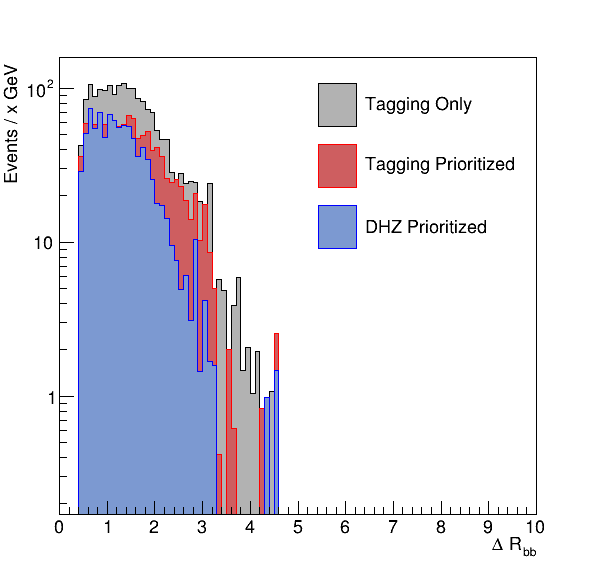 Events / x GeV
10²
10
1
Tagging Only
Tagging Prioritized
DHZ Prioritized
0 1 2 3 4 5 6 7 8 9 10
Δ R_bb